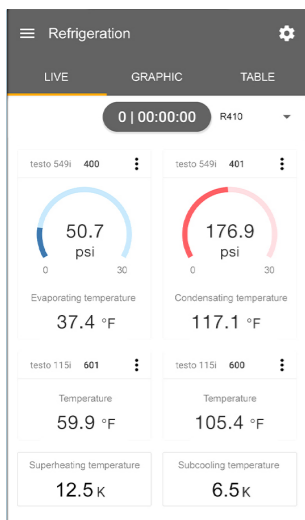 Refrigeration
LIVE GRAPHIC TABLE
0 | 00:00:00 R410
testo 549i 400 testo 549i 401
50.7 176.9
psi psi
0 30 0 30
Evaporating temperature Condensating temperature
37.4 °F 117.1 °F
testo 115i 601 testo 115i 600
Temperature Temperature
59.9 °F 105.4 °F
Superheating temperature Subcooling temperature
12.5 K 6.5 K